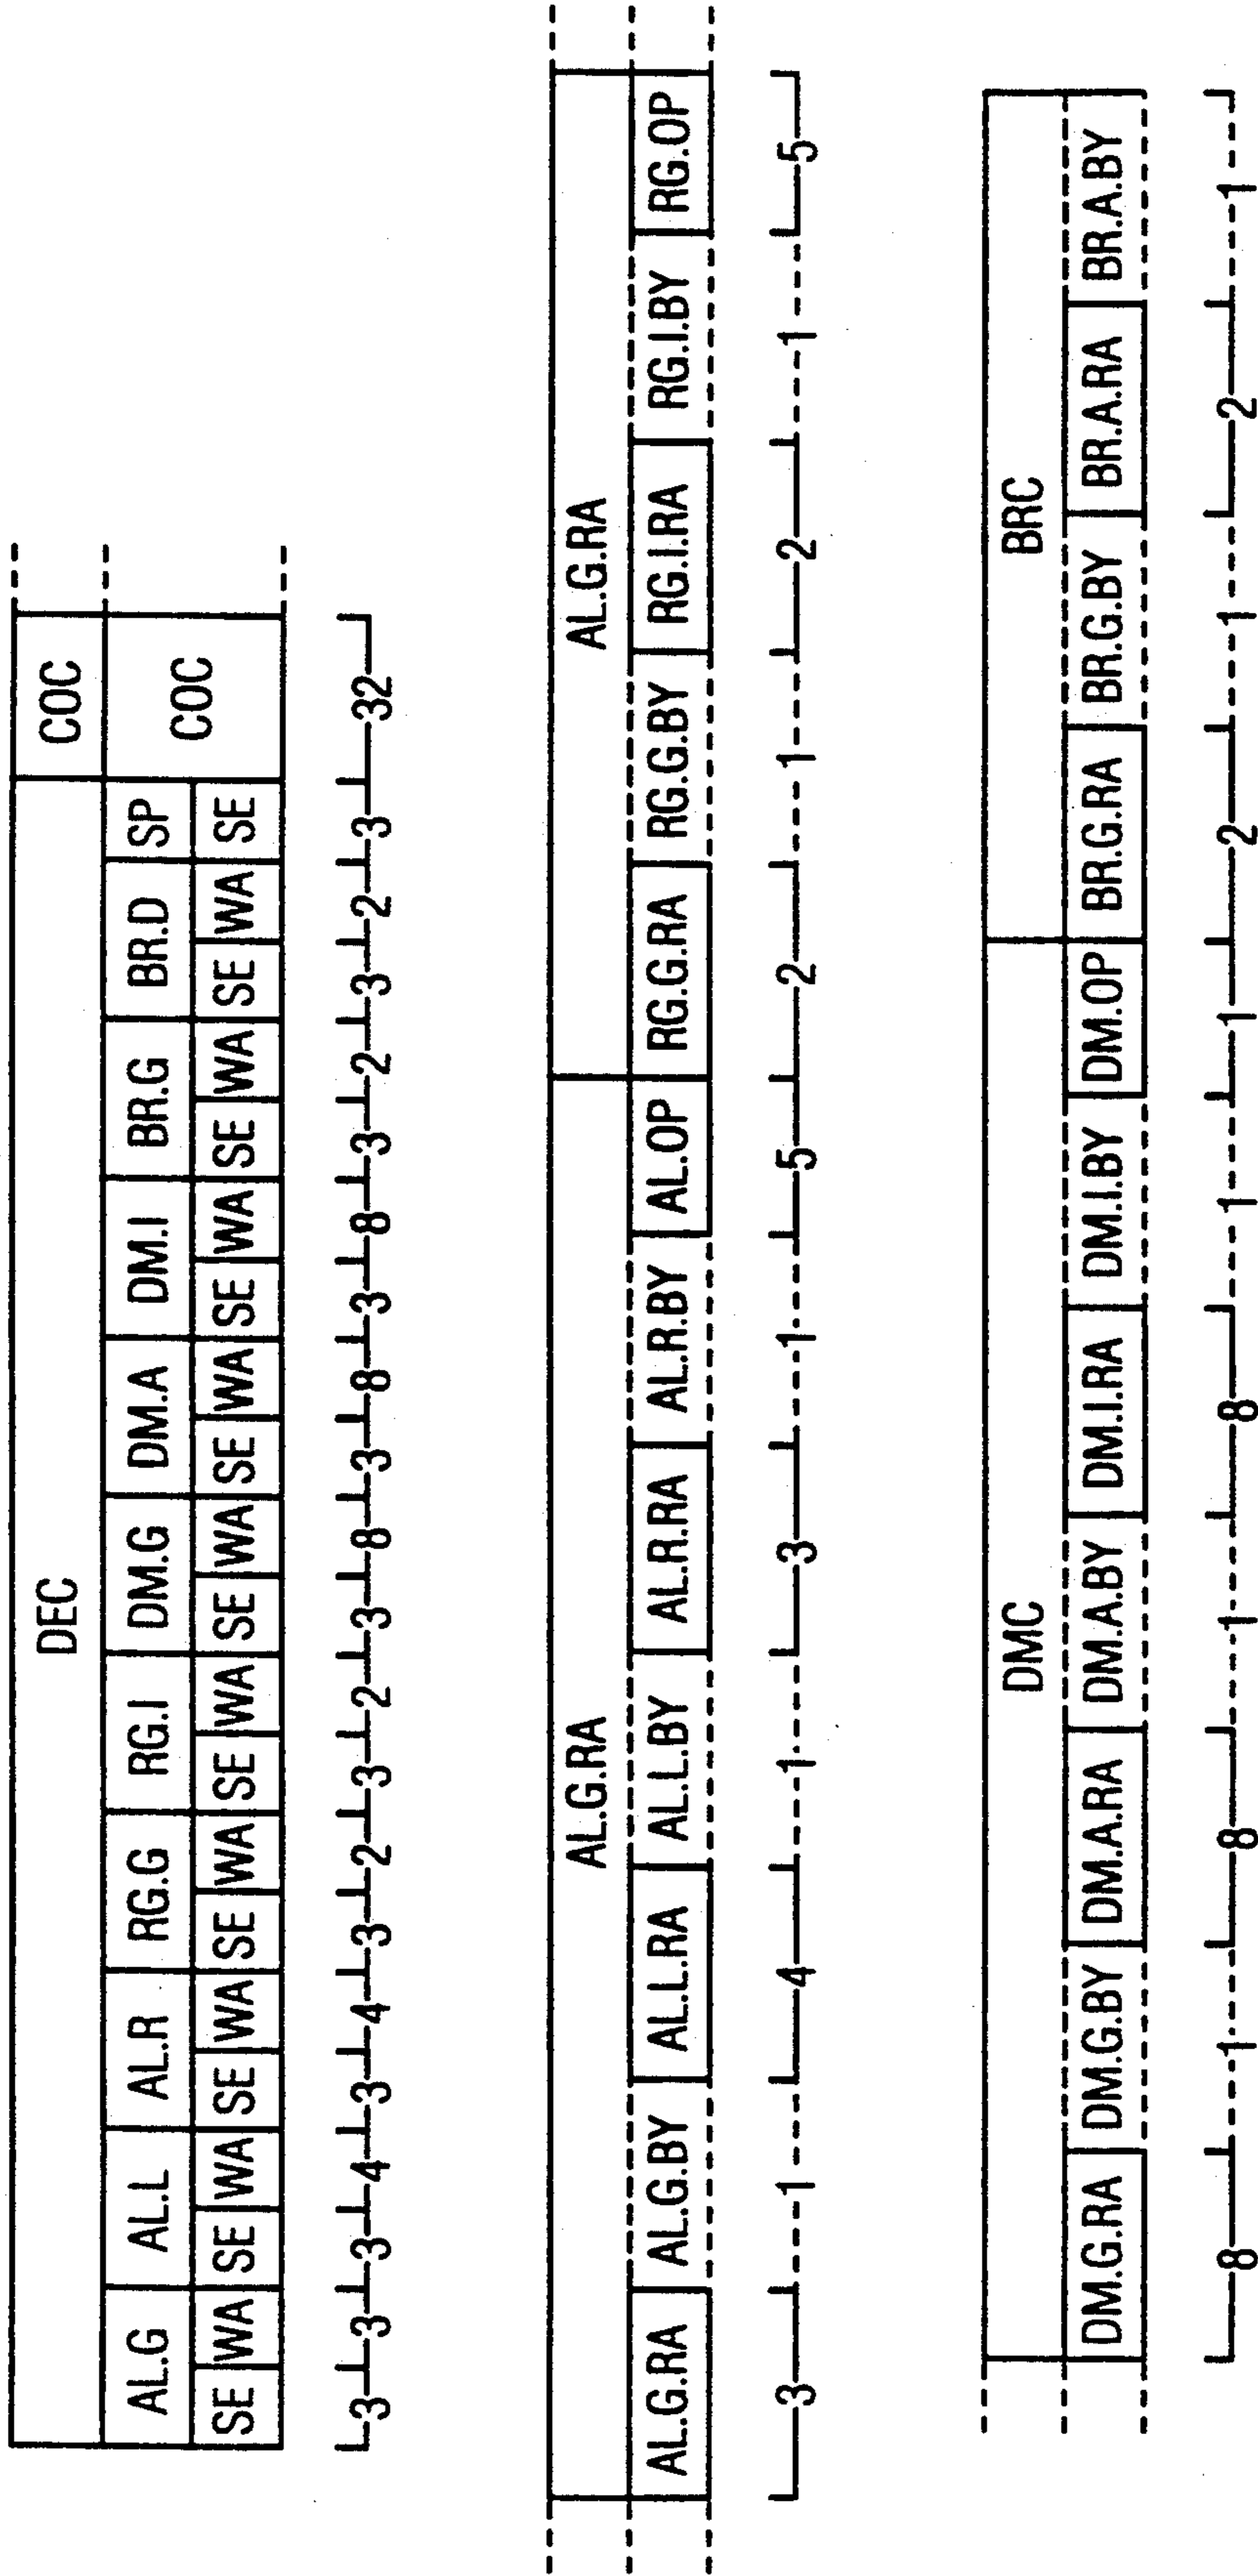 DEC COC
AL.G AL.L AL.R RG.G RG.I DM.G DM.A DM.I BR.G BR.D SP COC
SE WA SE WA SE WA SE WA SE WA SE WA SE WA SE WA SE WA SE WA SE
3 3 3 4 3 4 3 2 3 2 3 8 3 8 3 8 3 2 3 2 3 32
AL.G.RA AL.G.RA
AL.G.RA AL.G.BY AL.L.RA AL.L.BY AL.R.RA AL.R.BY AL.OP RG.G.RA RG.G.BY RG.I.RA RG.I.BY RG.OP
3 1 4 1 3 1 5 2 1 2 1 5
DMC BRC
DM.G.RA DM.G.BY DM.A.RA DM.A.BY DM.I.RA DM.I.BY DM.OP BR.G.RA BR.G.BY BR.A.RA BR.A.BY
8 1 8 1 8 1 1 2 1 2 1